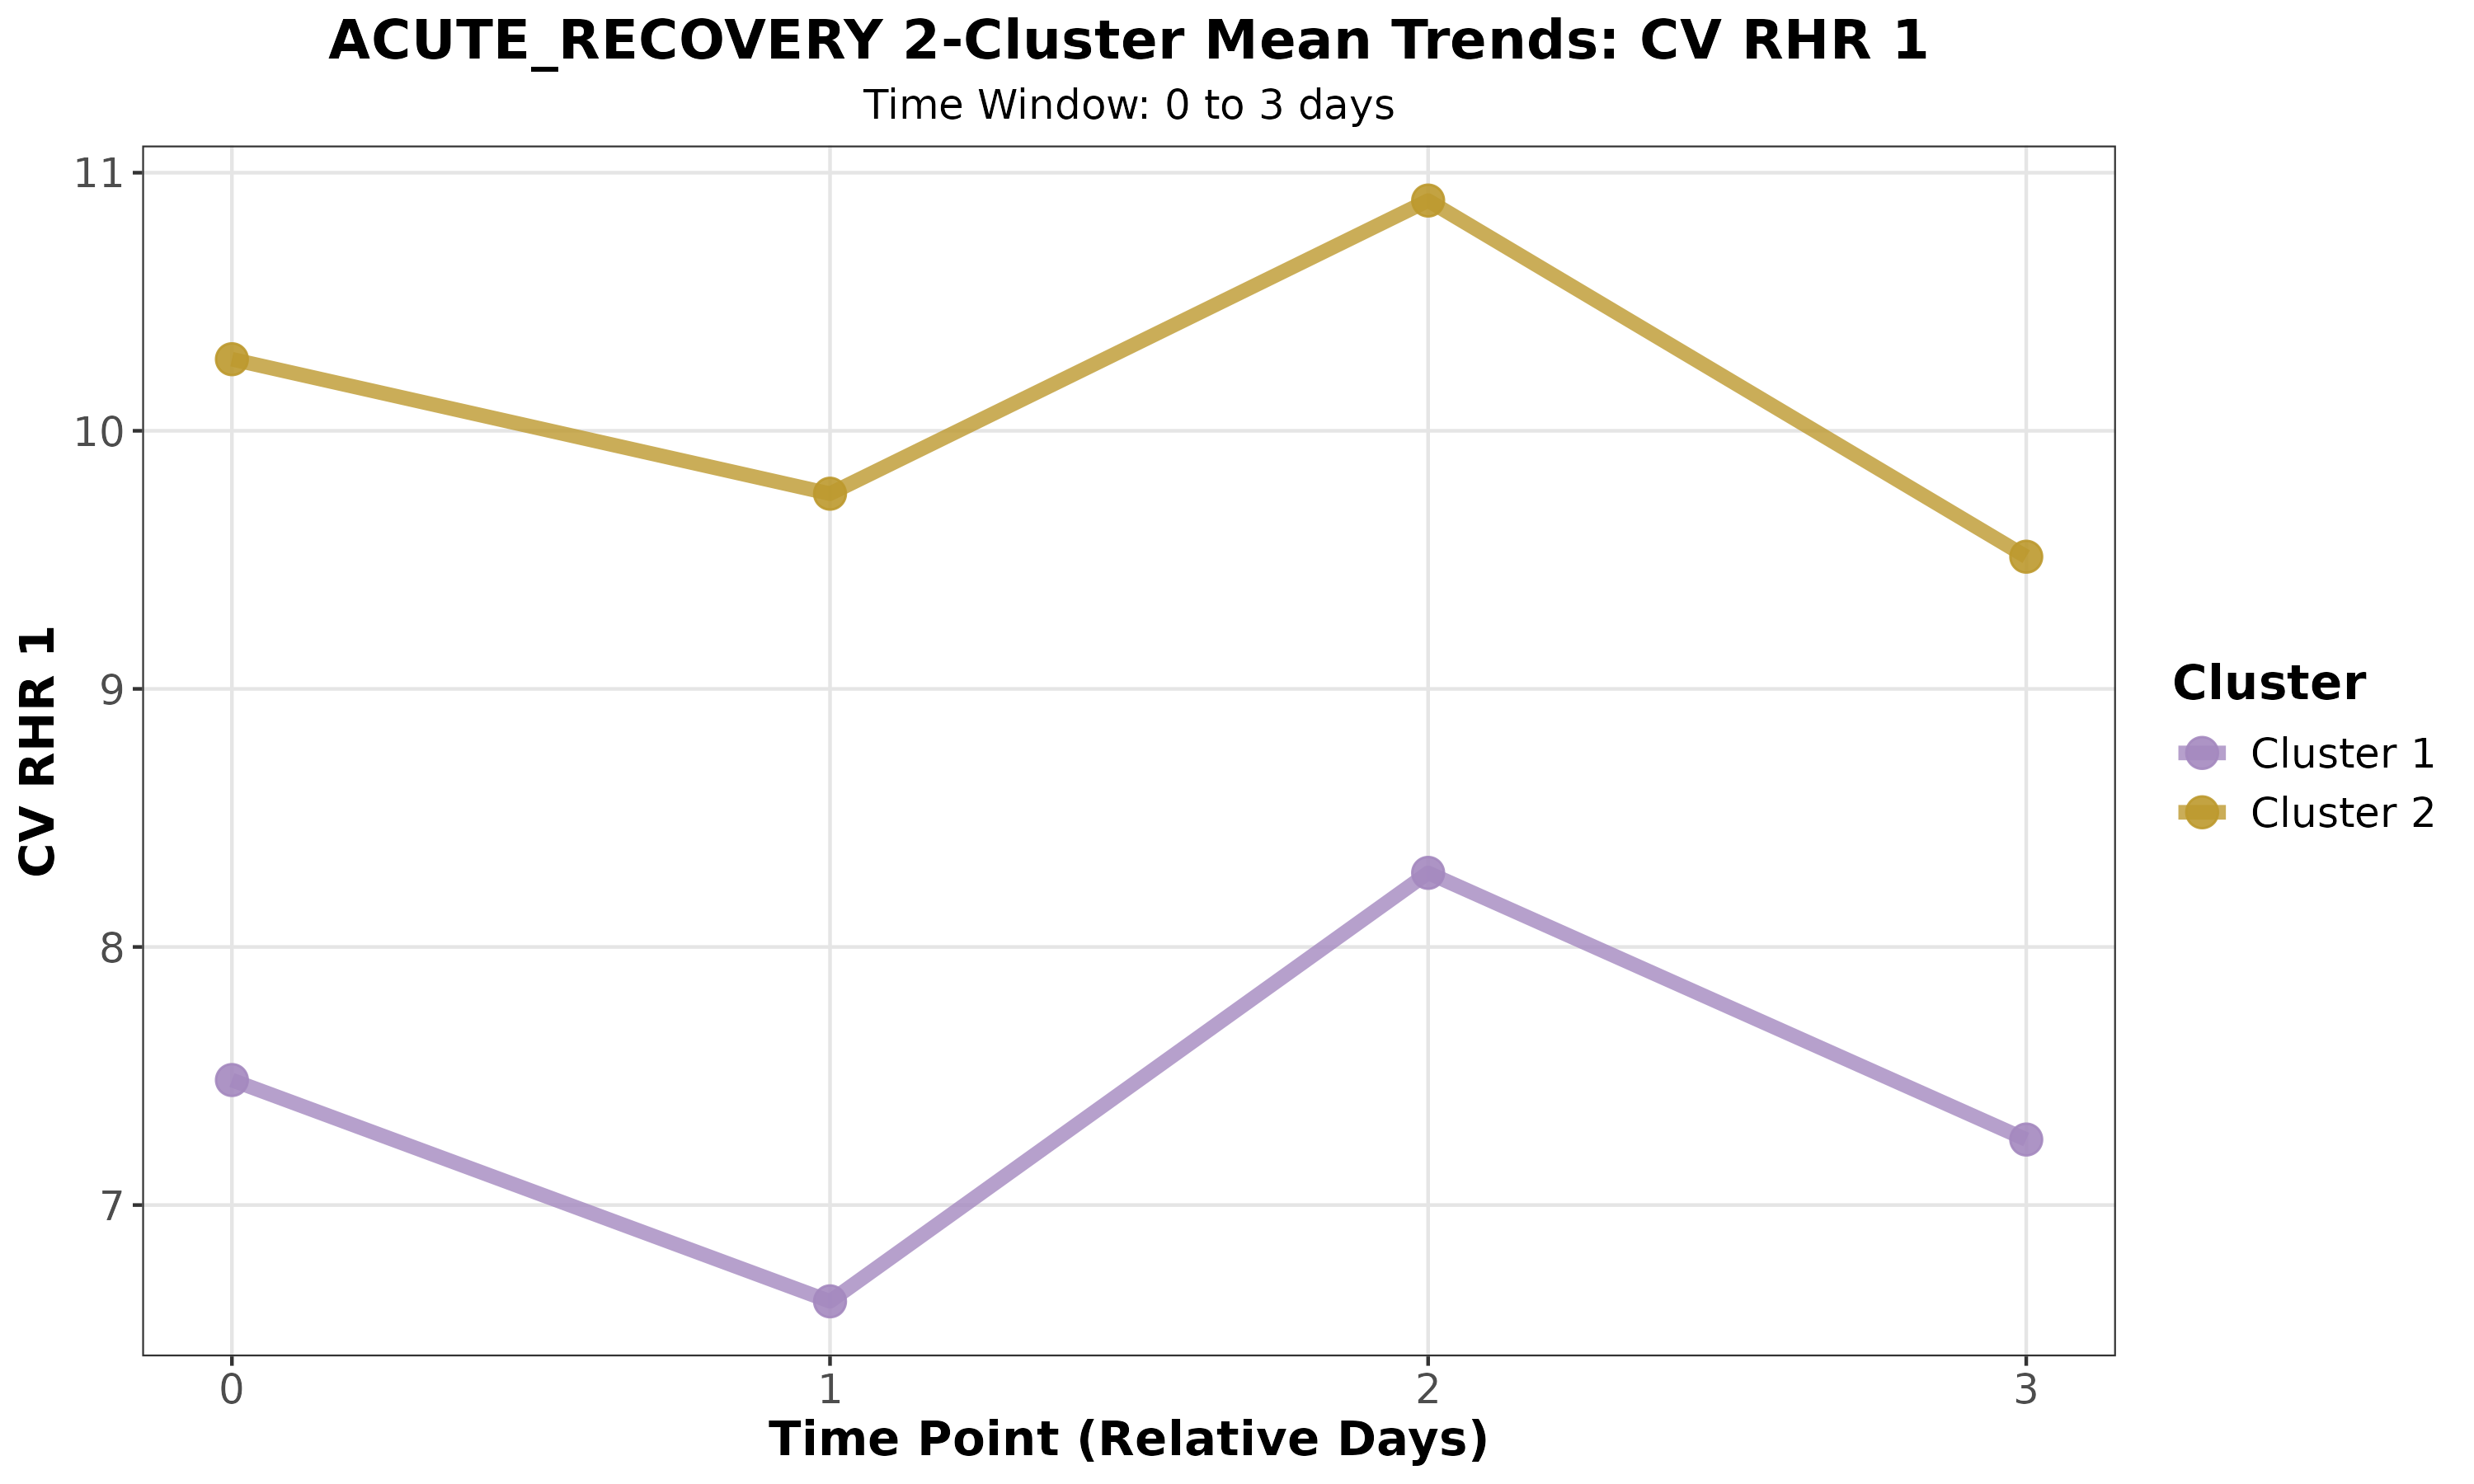 ACUTE_RECOVERY 2-Cluster Mean Trends: CV RHR 1
Time Window: 0 to 3 days
11
10
9
8
7
CV RHR 1
0 1 2 3
Time Point (Relative Days)
Cluster
Cluster 1
Cluster 2